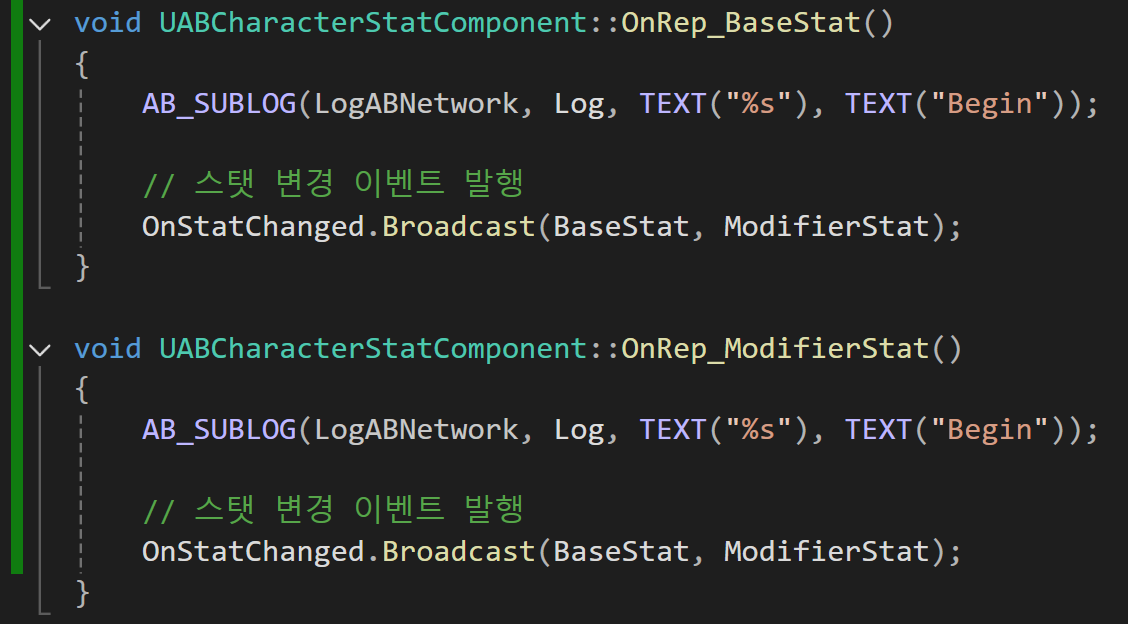 void UABCharacterStatComponent::OnRep_BaseStat()
{
    AB_SUBLOG(LogABNetwork, Log, TEXT("%s"), TEXT("Begin"));
    // 스탯 변경 이벤트 발행
    OnStatChanged.Broadcast(BaseStat, ModifierStat);
}
void UABCharacterStatComponent::OnRep_ModifierStat()
{
    AB_SUBLOG(LogABNetwork, Log, TEXT("%s"), TEXT("Begin"));
    // 스탯 변경 이벤트 발행
    OnStatChanged.Broadcast(BaseStat, ModifierStat);
}